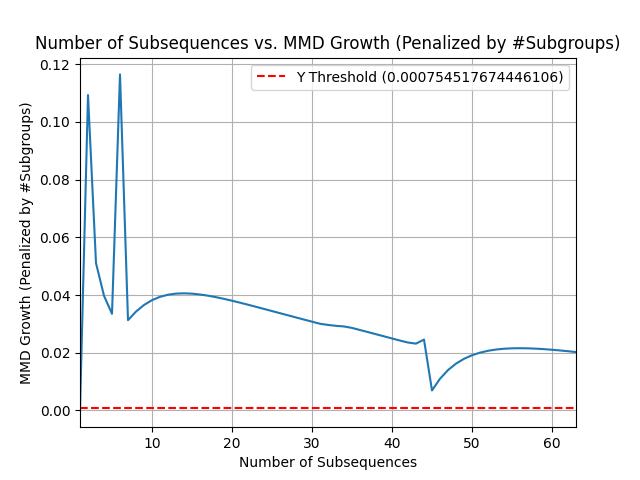 Number of Subsequences vs. MMD Growth (Penalized by #Subgroups)
Y Threshold (0.000754517674446106)
MMD Growth (Penalized by #Subgroups)
0.12
0.10
0.08
0.06
0.04
0.02
0.00
10 20 30 40 50 60
Number of Subsequences